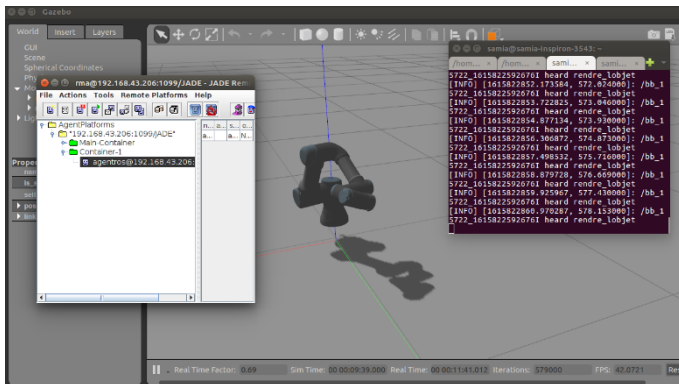 Gazebo
World Insert Layers
GUI
Scene
Spherical Coordinates
rma@192.168.43.206:1099/JADE - JADE Rem
File Actions Tools Remote Platforms Help
AgentPlatforms
"192.168.43.206:1099/JADE"
Main-Container
Container-1
agentros@192.168.43.206:
n... a... s... o...
a... a... N...
samia@samia-Inspiron-3543: ~
/hom... × /hom... × sami... × sami... ×
5722_1615822592676I heard rendre_lobjet
[INFO] [1615822852.173584, 572.074000]: /bb_1
5722_1615822592676I heard rendre_lobjet
[INFO] [1615822853.722825, 573.046000]: /bb_1
5722_1615822592676I heard rendre_lobjet
[INFO] [1615822854.877134, 573.913000]: /bb_1
5722_1615822592676I heard rendre_lobjet
[INFO] [1615822856.306872, 574.873000]: /bb_1
5722_1615822592676I heard rendre_lobjet
[INFO] [1615822857.498532, 575.716000]: /bb_1
5722_1615822592676I heard rendre_lobjet
[INFO] [1615822858.879728, 576.669000]: /bb_1
5722_1615822592676I heard rendre_lobjet
[INFO] [1615822859.925967, 577.430000]: /bb_1
5722_1615822592676I heard rendre_lobjet
[INFO] [1615822860.970287, 578.153000]: /bb_1
5722_1615822592676I heard rendre_lobjet
Real Time Factor: 0.69 Sim Time: 00 00:09:39.000 Real Time: 00 00:11:41.012 Iterations: 579000 FPS: 42.0721 Res